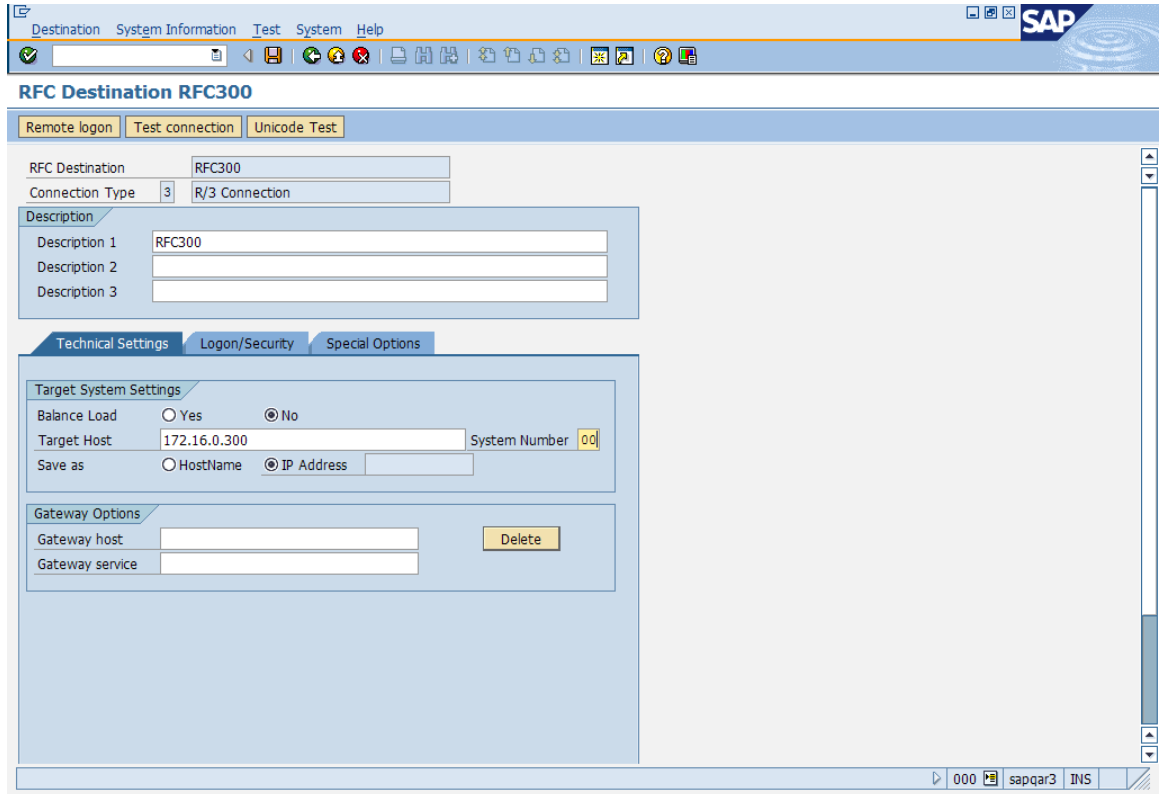 Destination System Information Test System Help
SAP
RFC Destination RFC300
Remote logon Test connection Unicode Test
RFC Destination RFC300
Connection Type 3 R/3 Connection
Description
Description 1 RFC300
Description 2
Description 3
Technical Settings Logon/Security Special Options
Target System Settings
Balance Load Yes No
Target Host 172.16.0.300 System Number 00
Save as HostName IP Address
Gateway Options
Gateway host Delete
Gateway service
000 sapqar3 INS